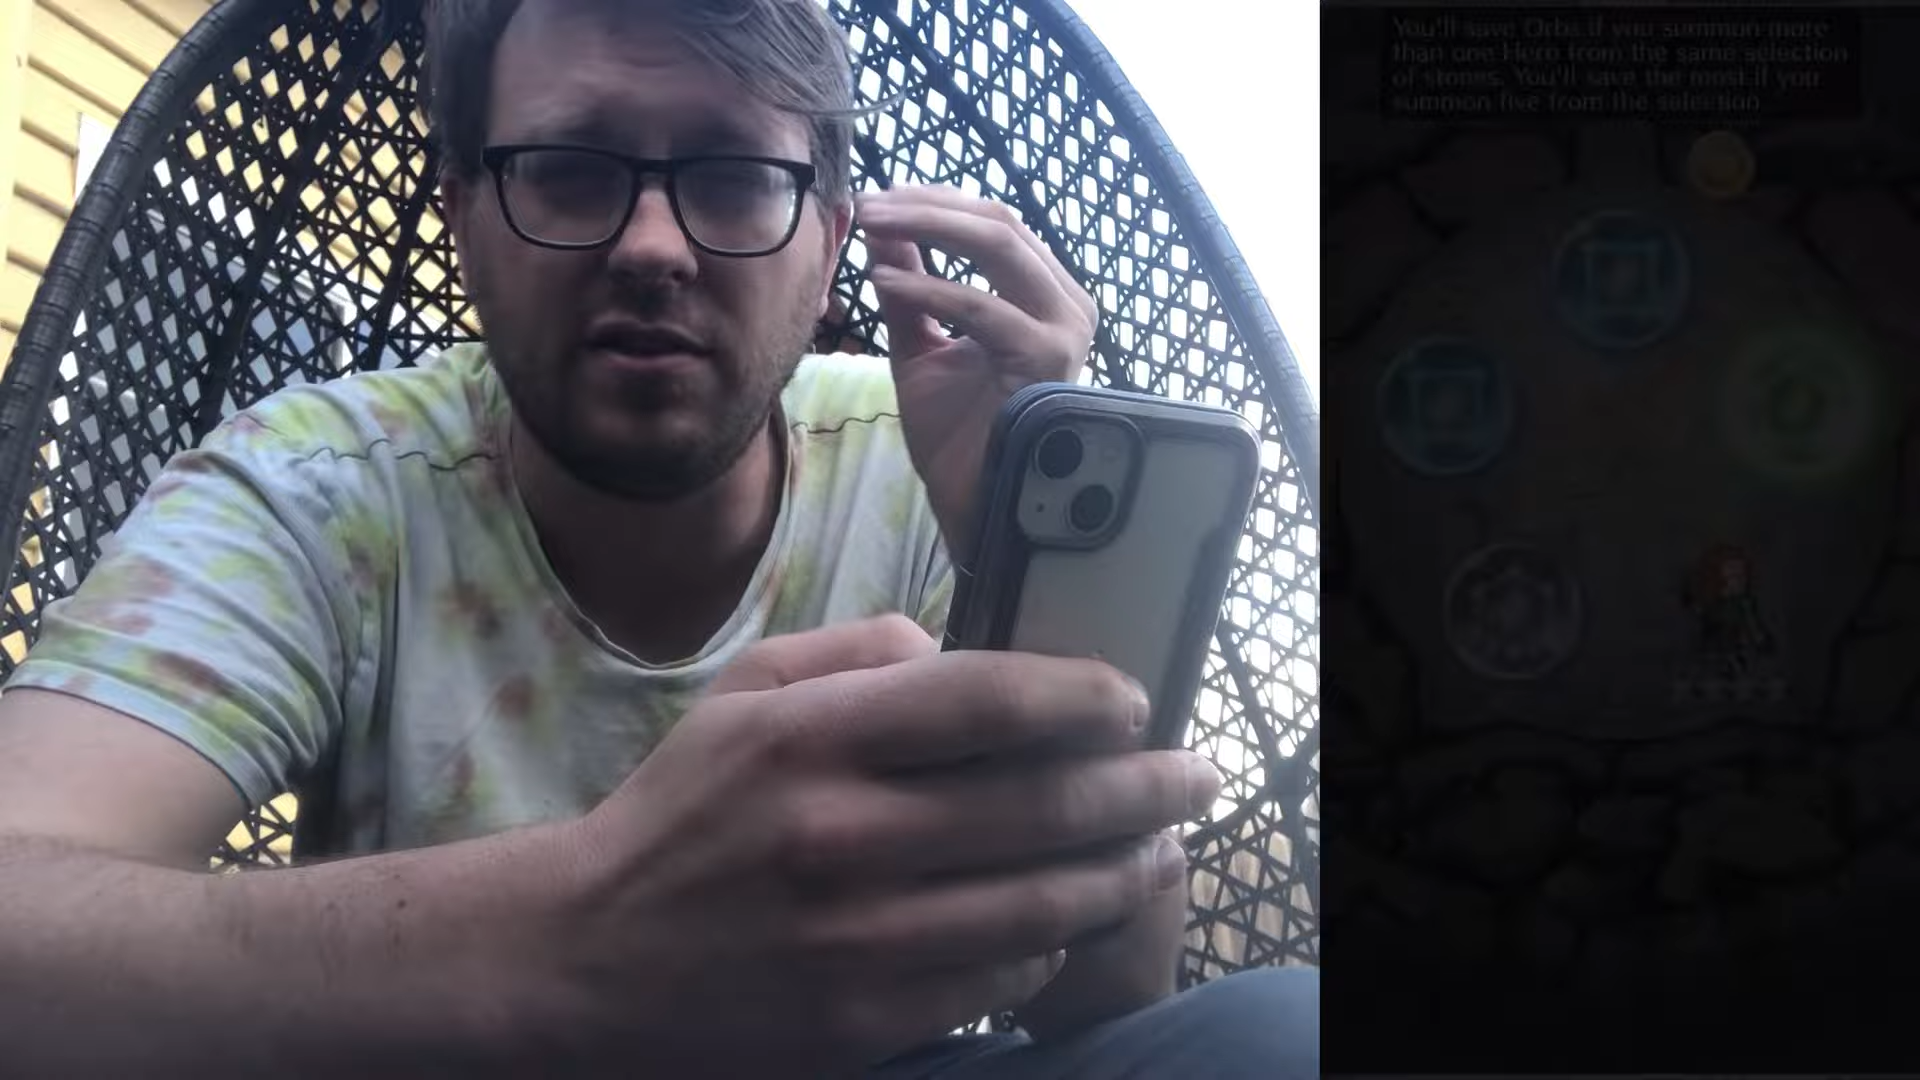 You'll save Orbs if you summon more
than one Hero from the same selection
of stones. You'll save the most if you
summon five from the selection.